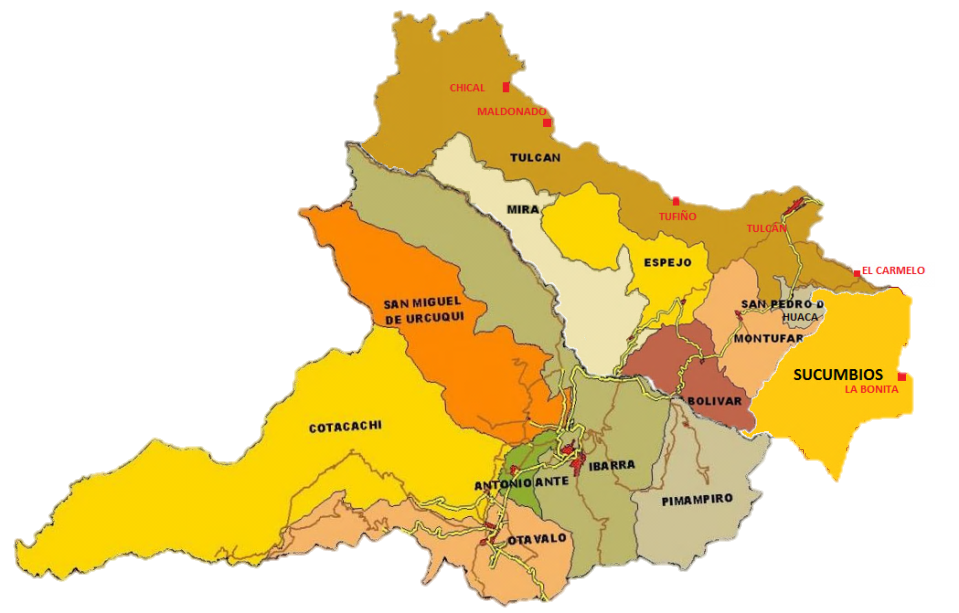 CHICAL
MALDONADO
TULCAN
MIRA
TUFIÑO
TULCÁN
ESPEJO
EL CARMELO
SAN MIGUEL
DE URCUQUI
SAN PEDRO D
HUACA
MONTUFAR
SUCUMBIOS
LA BONITA
BOLIVAR
COTACACHI
IBARRA
ANTONIO ANTE
PIMAMPIRO
OTAVALO